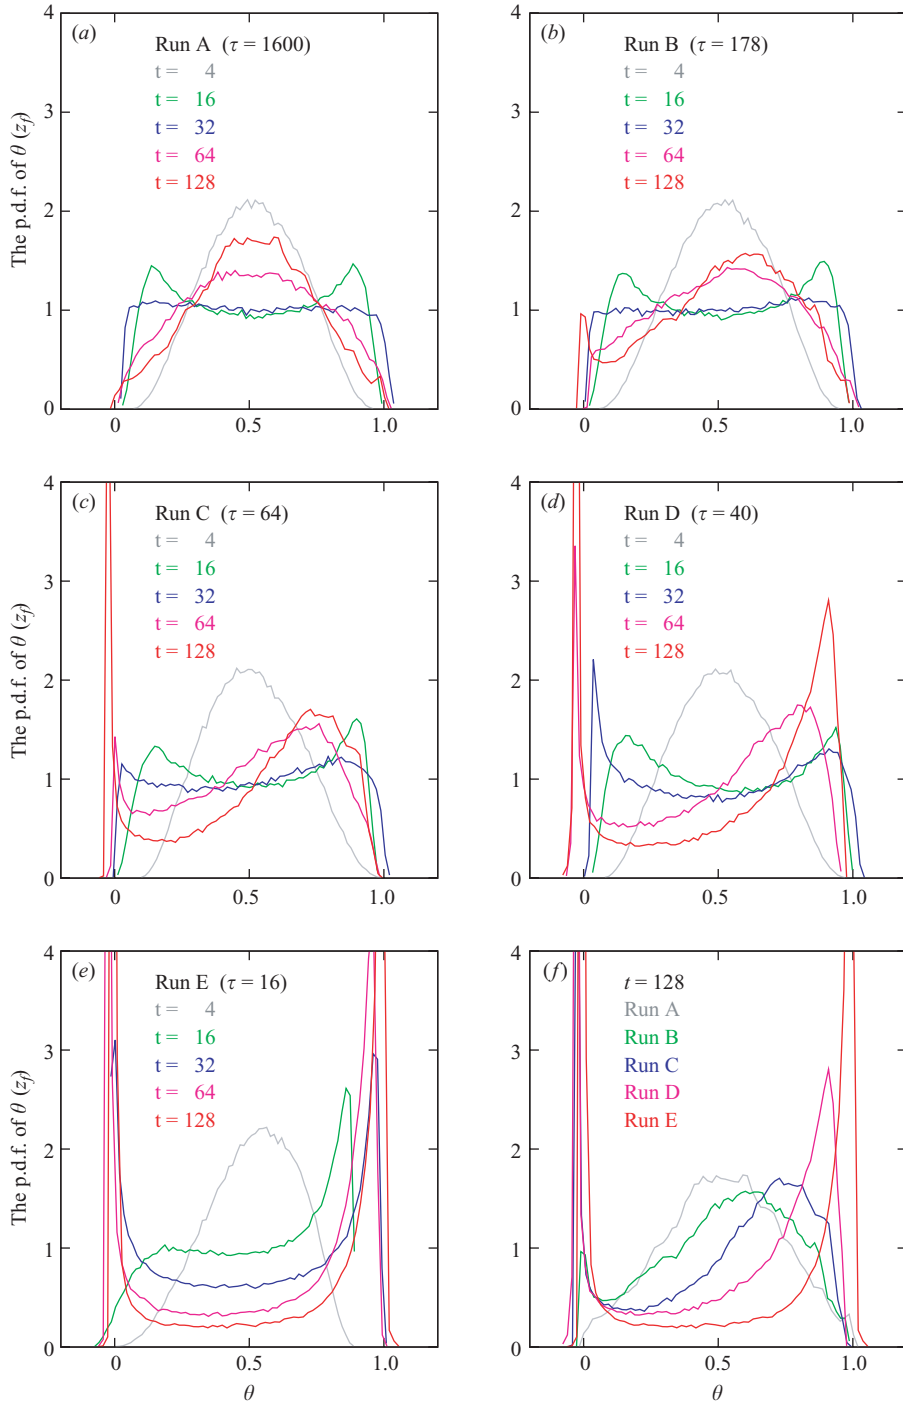 (a)
Run A (τ = 1600)
t = 4
t = 16
t = 32
t = 64
t = 128
The p.d.f. of θ (z_f)
4
3
2
1
0
0 0.5 1.0
(b)
Run B (τ = 178)
t = 4
t = 16
t = 32
t = 64
t = 128
4
3
2
1
0
0 0.5 1.0
(c)
Run C (τ = 64)
t = 4
t = 16
t = 32
t = 64
t = 128
The p.d.f. of θ (z_f)
4
3
2
1
0
0 0.5 1.0
(d)
Run D (τ = 40)
t = 4
t = 16
t = 32
t = 64
t = 128
4
3
2
1
0
0 0.5 1.0
(e)
Run E (τ = 16)
t = 4
t = 16
t = 32
t = 64
t = 128
The p.d.f. of θ (z_f)
4
3
2
1
0
0 0.5 1.0
θ
(f)
t = 128
Run A
Run B
Run C
Run D
Run E
4
3
2
1
0
0 0.5 1.0
θ